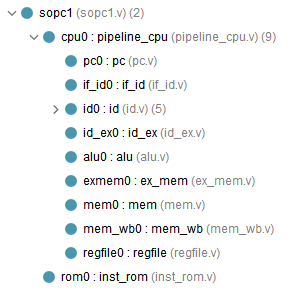 sopc1 (sopc1.v) (2)
cpu0 : pipeline_cpu (pipeline_cpu.v) (9)
pc0 : pc (pc.v)
if_id0 : if_id (if_id.v)
id0 : id (id.v) (5)
id_ex0 : id_ex (id_ex.v)
alu0 : alu (alu.v)
exmem0 : ex_mem (ex_mem.v)
mem0 : mem (mem.v)
mem_wb0 : mem_wb (mem_wb.v)
regfile0 : regfile (regfile.v)
rom0 : inst_rom (inst_rom.v)